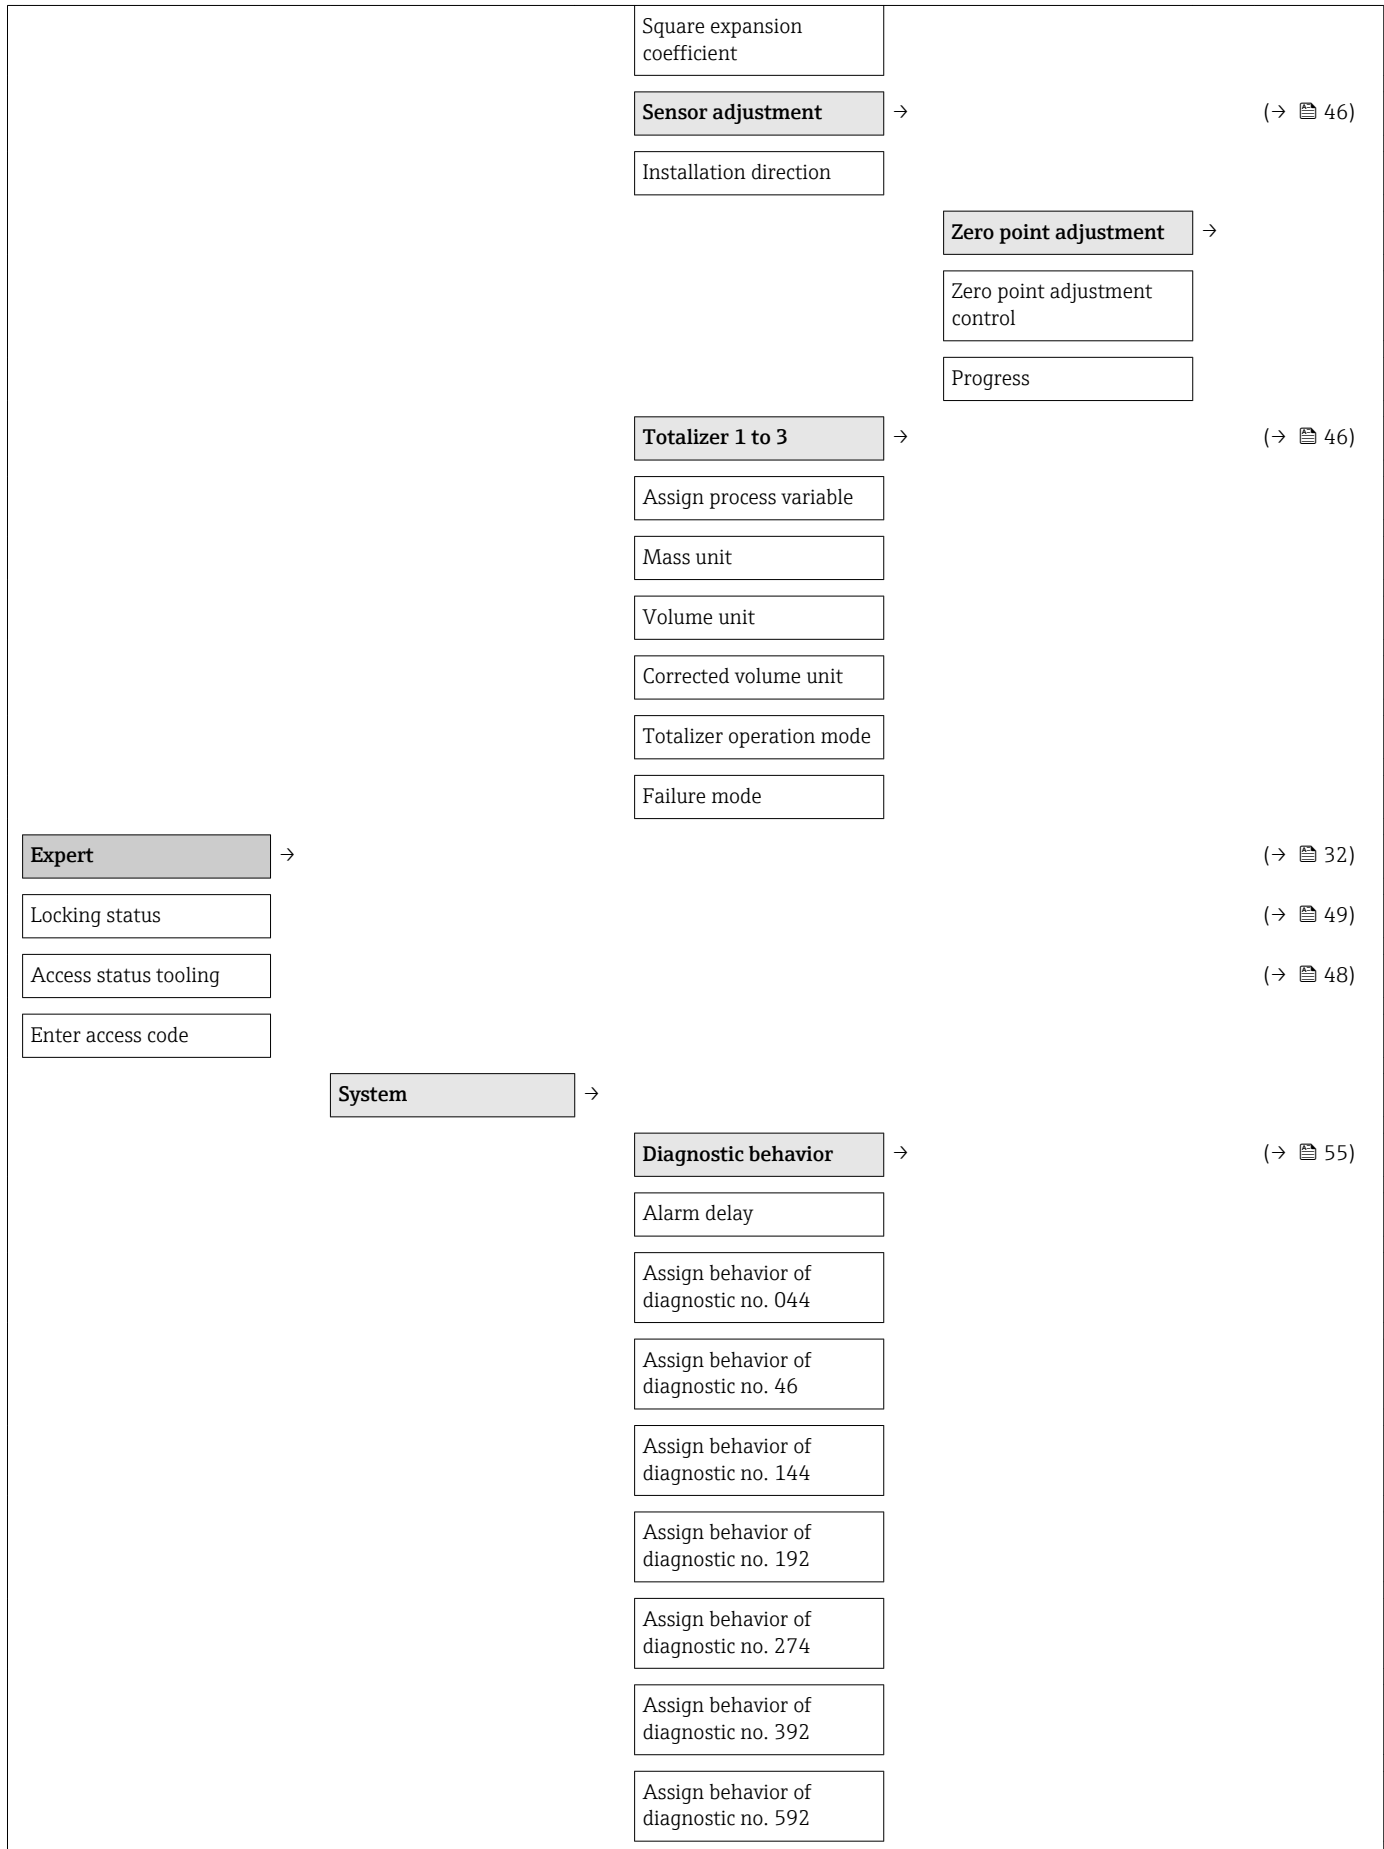 Square expansion
coefficient
Sensor adjustment → (→ 46)
Installation direction
Zero point adjustment →
Zero point adjustment
control
Progress
Totalizer 1 to 3 → (→ 46)
Assign process variable
Mass unit
Volume unit
Corrected volume unit
Totalizer operation mode
Failure mode
Expert → (→ 32)
Locking status (→ 49)
Access status tooling (→ 48)
Enter access code
System →
Diagnostic behavior → (→ 55)
Alarm delay
Assign behavior of
diagnostic no. 044
Assign behavior of
diagnostic no. 46
Assign behavior of
diagnostic no. 144
Assign behavior of
diagnostic no. 192
Assign behavior of
diagnostic no. 274
Assign behavior of
diagnostic no. 392
Assign behavior of
diagnostic no. 592